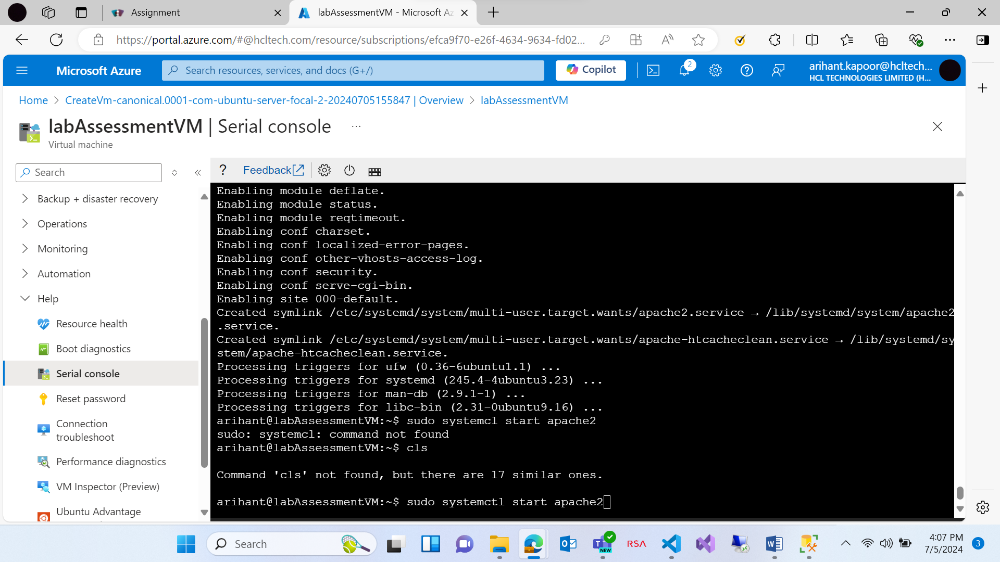 Assignment
labAssessmentVM - Microsoft Az
https://portal.azure.com/#@hcltech.com/resource/subscriptions/efca9f70-e26f-4634-9634-fd02...
Microsoft Azure
Search resources, services, and docs (G+/)
Copilot
2
arihant.kapoor@hcltech...
HCL TECHNOLOGIES LIMITED (H...
Home > CreateVm-canonical.0001-com-ubuntu-server-focal-2-20240705155847 | Overview > labAssessmentVM
labAssessmentVM | Serial console ...
Virtual machine
Search
? Feedback
Backup + disaster recovery
Operations
Monitoring
Automation
Help
Resource health
Boot diagnostics
Serial console
Reset password
Connection
troubleshoot
Performance diagnostics
VM Inspector (Preview)
Ubuntu Advantage
Enabling module deflate.
Enabling module status.
Enabling module reqtimeout.
Enabling conf charset.
Enabling conf localized-error-pages.
Enabling conf other-vhosts-access-log.
Enabling conf security.
Enabling conf serve-cgi-bin.
Enabling site 000-default.
Created symlink /etc/systemd/system/multi-user.target.wants/apache2.service → /lib/systemd/system/apache2
.service.
Created symlink /etc/systemd/system/multi-user.target.wants/apache-htcacheclean.service → /lib/systemd/sy
stem/apache-htcacheclean.service.
Processing triggers for ufw (0.36-6ubuntu1.1) ...
Processing triggers for systemd (245.4-4ubuntu3.23) ...
Processing triggers for man-db (2.9.1-1) ...
Processing triggers for libc-bin (2.31-0ubuntu9.16) ...
arihant@labAssessmentVM:~$ sudo systemcl start apache2
sudo: systemcl: command not found
arihant@labAssessmentVM:~$ cls
Command 'cls' not found, but there are 17 similar ones.
arihant@labAssessmentVM:~$ sudo systemctl start apache2
Search
NEW
RSA
4:07 PM
7/5/2024
3